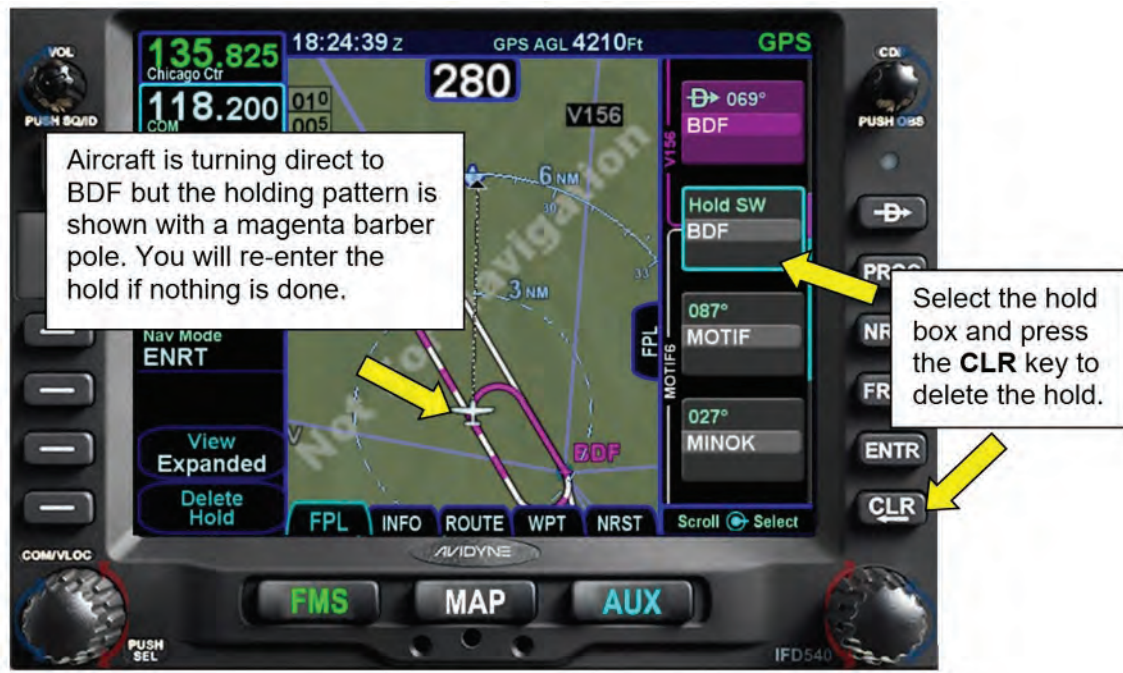 VOL
PUSH SQ/ID
135.825
Chicago Ctr
118.200
COM
18:24:39 Z
GPS AGL 4210Ft
GPS
280
010
005
V156
6 NM
30
33
3 NM
Not for Navigation
Aircraft is turning direct to
BDF but the holding pattern is
shown with a magenta barber
pole. You will re-enter the
hold if nothing is done.
Nav Mode
ENRT
View
Expanded
Delete
Hold
V
BDF
FPL
V156
069°
BDF
Hold SW
BDF
MOTIF6
087°
MOTIF
027°
MINOK
FPL
INFO
ROUTE
WPT
NRST
Scroll
Select
CDI
PUSH OBS
D
PROC
Select the hold
box and press
the CLR key to
delete the hold.
ENTR
CLR
COM/VLOC
PUSH
SEL
AVIDYNE
FMS
MAP
AUX
IFD540